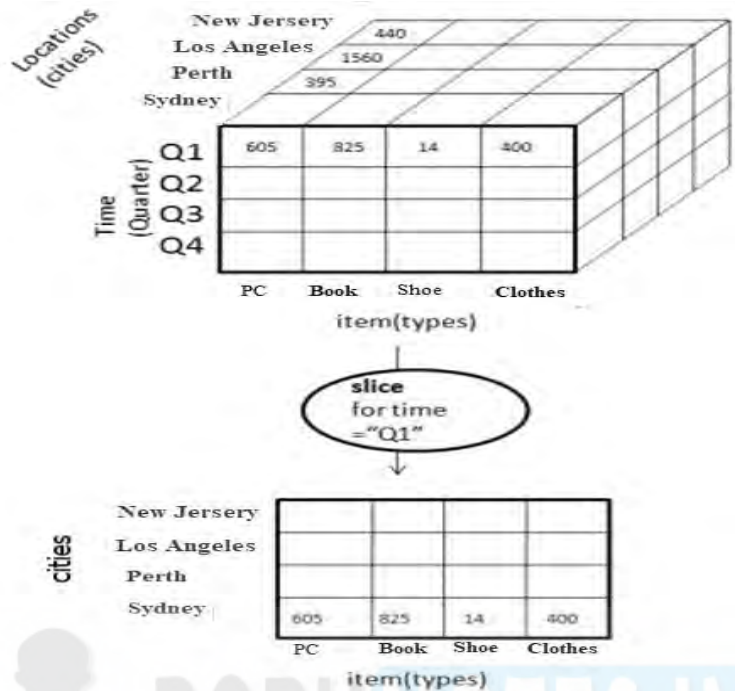 Locations
(cities)
New Jersery
Los Angeles
Perth
Sydney
440
1560
395
Time
(Quarter)
Q1
Q2
Q3
Q4
605 825 14 400
PC Book Shoe Clothes
item(types)
slice
for time
="Q1"
cities
New Jersery
Los Angeles
Perth
Sydney
605 825 14 400
PC Book Shoe Clothes
item(types)